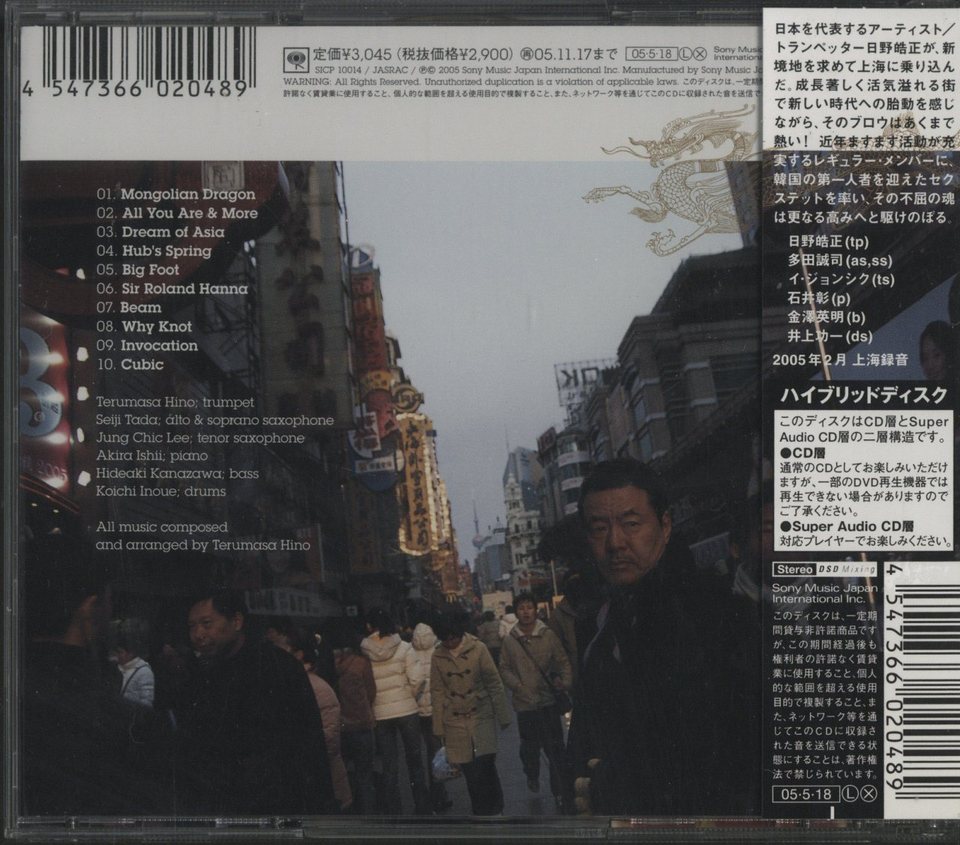 4 547366 020489
定価¥3,045（税抜価格¥2,900）再05.11.17まで
05·5·18 L X
Sony Music
International
SICP 10014 / JASRAC / ℗© 2005 Sony Music Japan International Inc. Manufactured by Sony Music
WARNING: All Rights Reserved. Unauthorized duplication is a violation of applicable laws. このディスクは、一定期
許諾なく賃貸業に使用すること、個人的な範囲を超える使用目的で複製すること、また、ネットワーク等を通じてこのCDに収録された音を送信で
01. Mongolian Dragon
02. All You Are & More
03. Dream of Asia
04. Hub's Spring
05. Big Foot
06. Sir Roland Hanna
07. Beam
08. Why Knot
09. Invocation
10. Cubic
Terumasa Hino; trumpet
Seiji Tada; alto & soprano saxophone
Jung Chic Lee; tenor saxophone
Akira Ishii; piano
Hideaki Kanazawa; bass
Koichi Inoue; drums
All music composed
and arranged by Terumasa Hino
日本を代表するアーティスト／
トランペッター日野皓正が、新
境地を求めて上海に乗り込ん
だ。成長著しく活気溢れる街
で新しい時代への胎動を感じ
ながら、そのブロウはあくまで
熱い！ 近年ますます活動が充
実するレギュラー・メンバーに、
韓国の第一人者を迎えたセク
ステットを率い、その不屈の魂
は更なる高みへと駆けのぼる。
日野皓正(tp)
多田誠司(as,ss)
イ・ジョンシク(ts)
石井彰(p)
金澤英明(b)
井上功一(ds)
2005年2月 上海録音
ハイブリッドディスク
このディスクはCD層とSuper
Audio CD層の二層構造です。
●CD層
通常のCDとしてお楽しみいただけ
ますが、一部のDVD再生機器では
再生できない場合がありますので
ご了承ください。
●Super Audio CD層
対応プレイヤーでお楽しみください。
Stereo DSD Mixing
Sony Music Japan
International Inc.
このディスクは、一定期
間貸与非許諾商品です
が、この期間経過後も
権利者の許諾なく賃貸
業に使用すること、個人
的な範囲を超える使用
目的で複製すること、ま
た、ネットワーク等を通
じてこのCDに収録さ
れた音を送信できる状
態にすることは、著作権
法で禁じられています。
05·5·18 L X
4 547366 020489